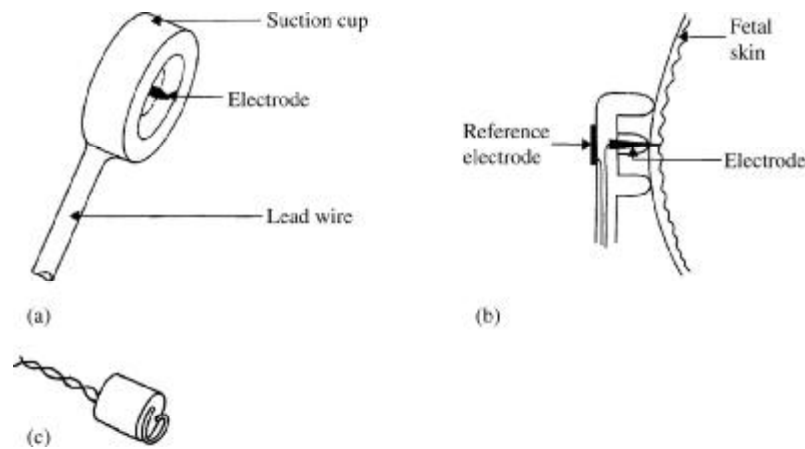 Suction cup
Electrode
Lead wire
(a)
Fetal
skin
Reference
electrode
Electrode
(b)
(c)